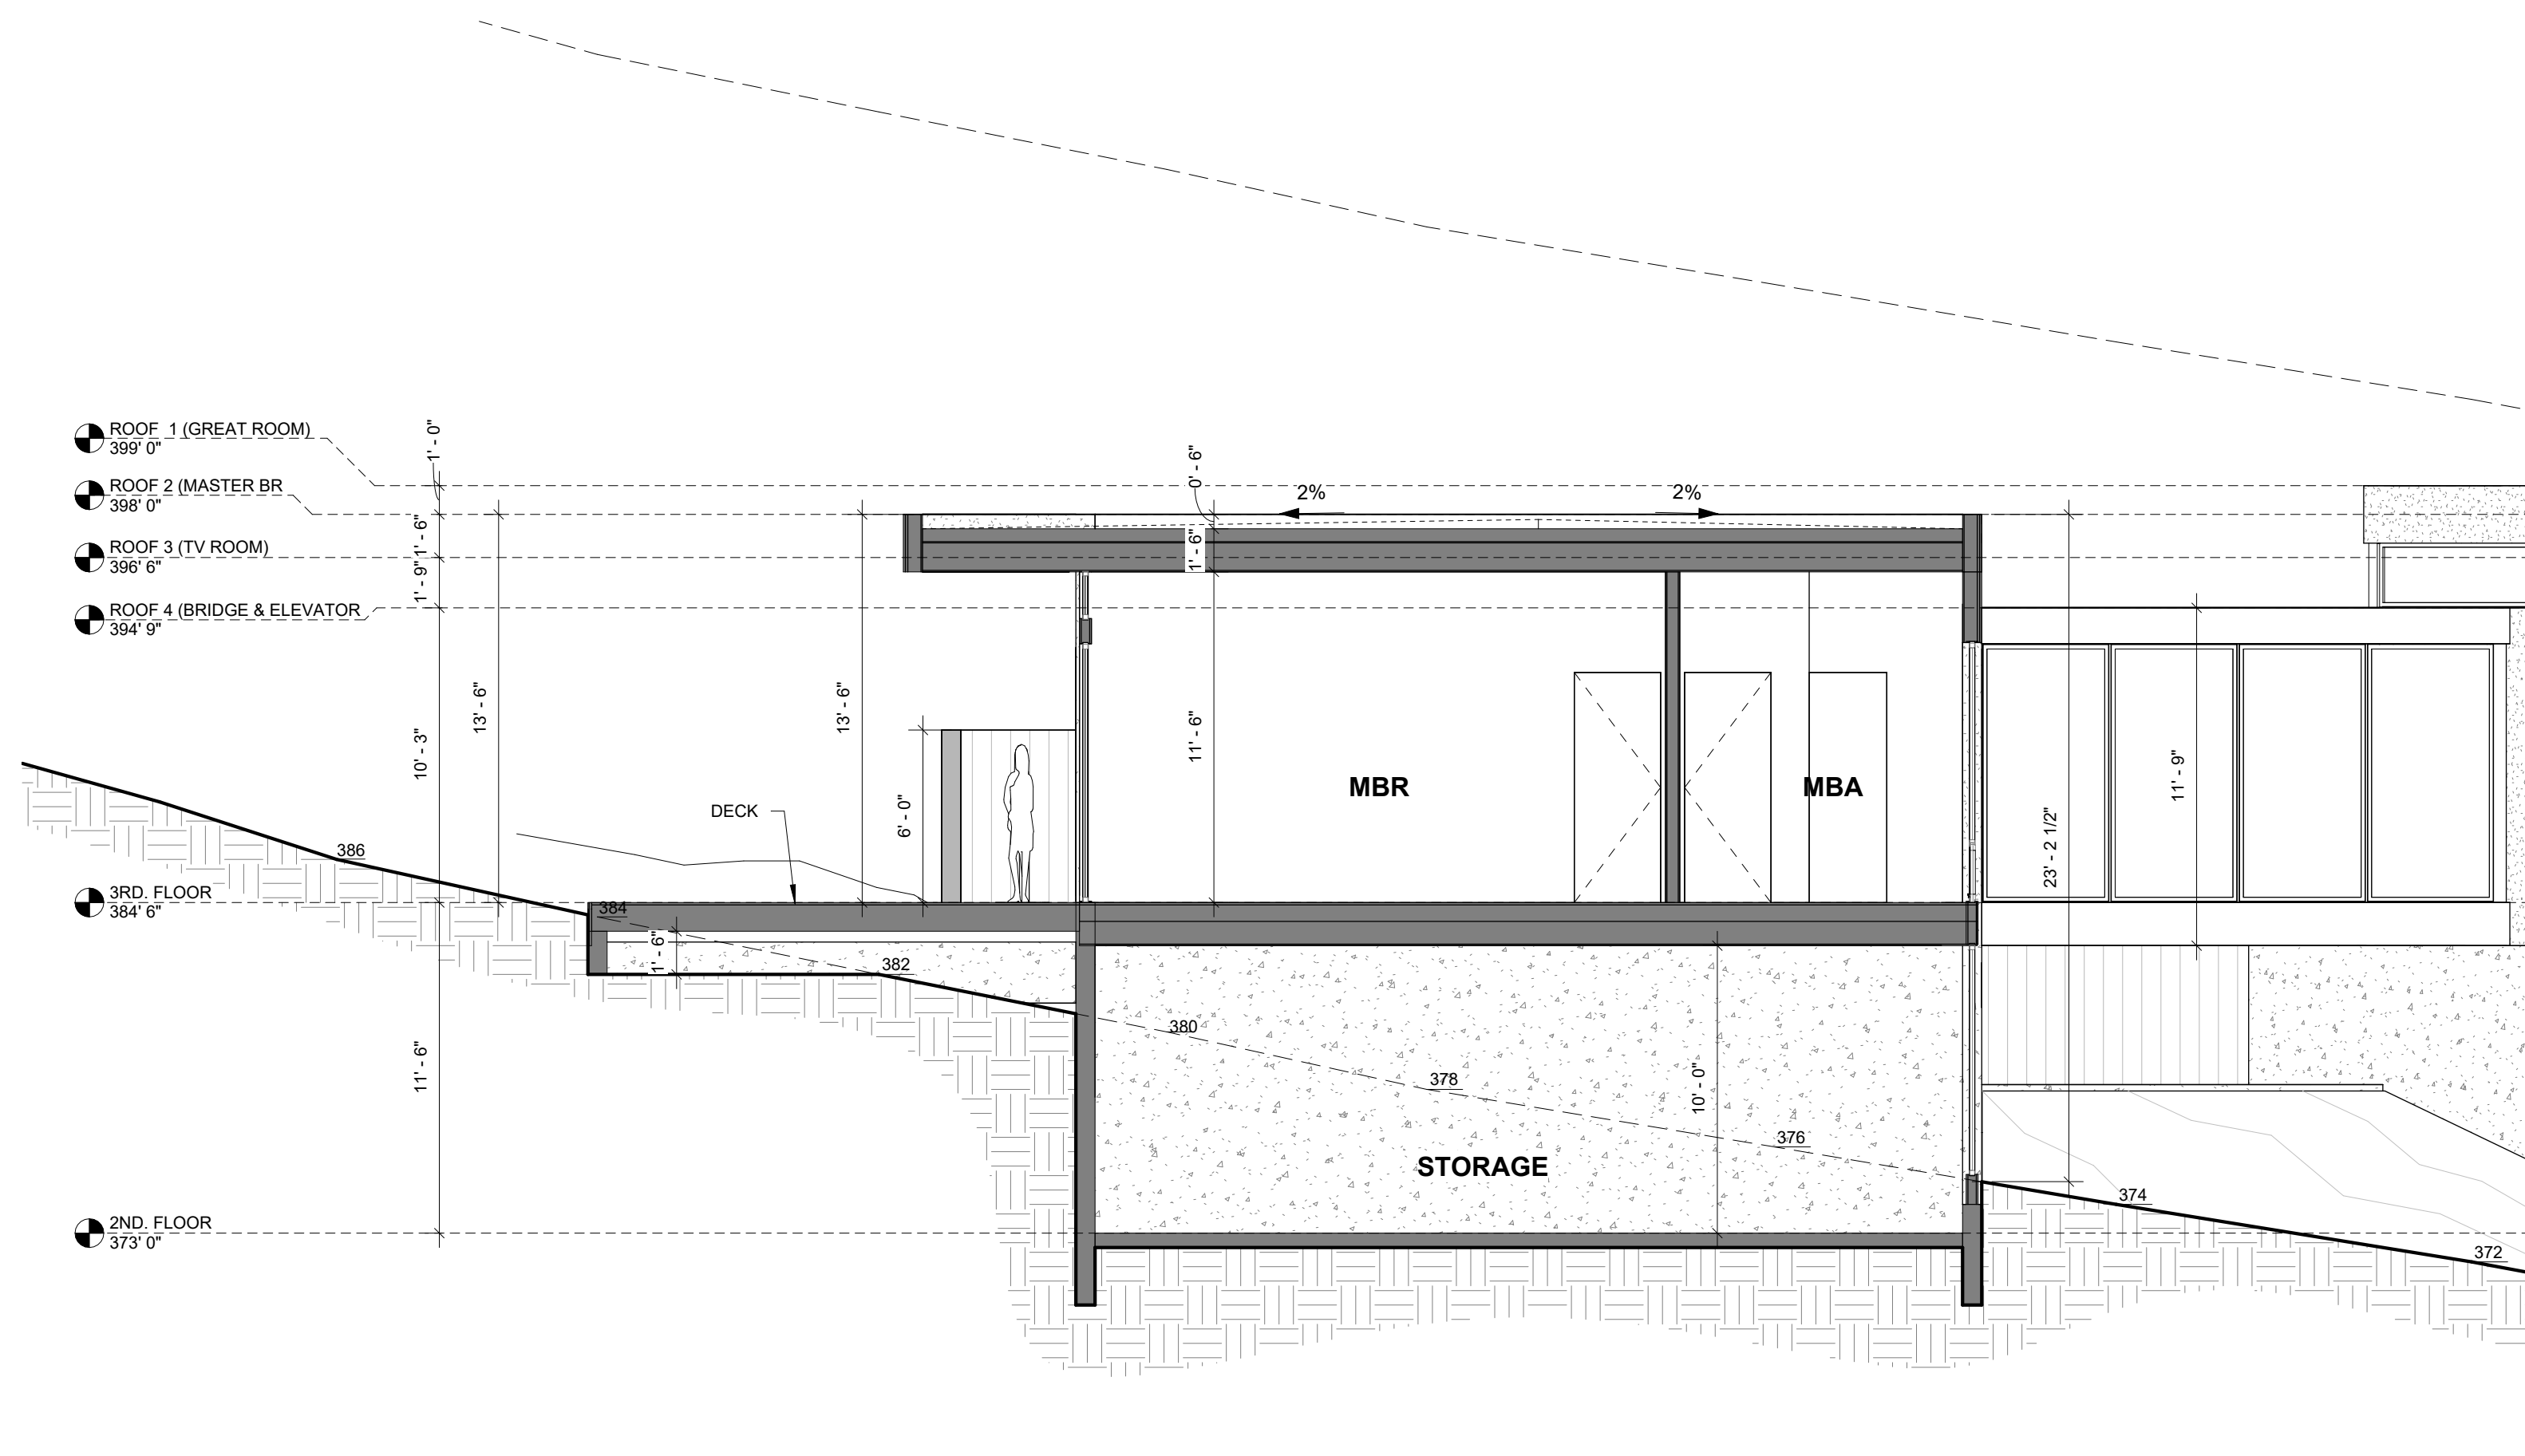 ROOF  1 (GREAT ROOM)
399' 0"
1' - 0"
ROOF 2 (MASTER BR
398' 0"
0' - 6"
2%
2%
ROOF 3 (TV ROOM)
396' 6"
1' - 6"
1' - 6"
ROOF 4 (BRIDGE & ELEVATOR
394' 9"
1' - 9"
10' - 3"
13' - 6"
13' - 6"
11' - 6"
11' - 9"
MBR
MBA
DECK
6' - 0"
23' - 2 1/2"
386
3RD. FLOOR
384' 6"
384
1' - 6"
382
380
378
376
374
372
11' - 6"
10' - 0"
STORAGE
2ND. FLOOR
373' 0"